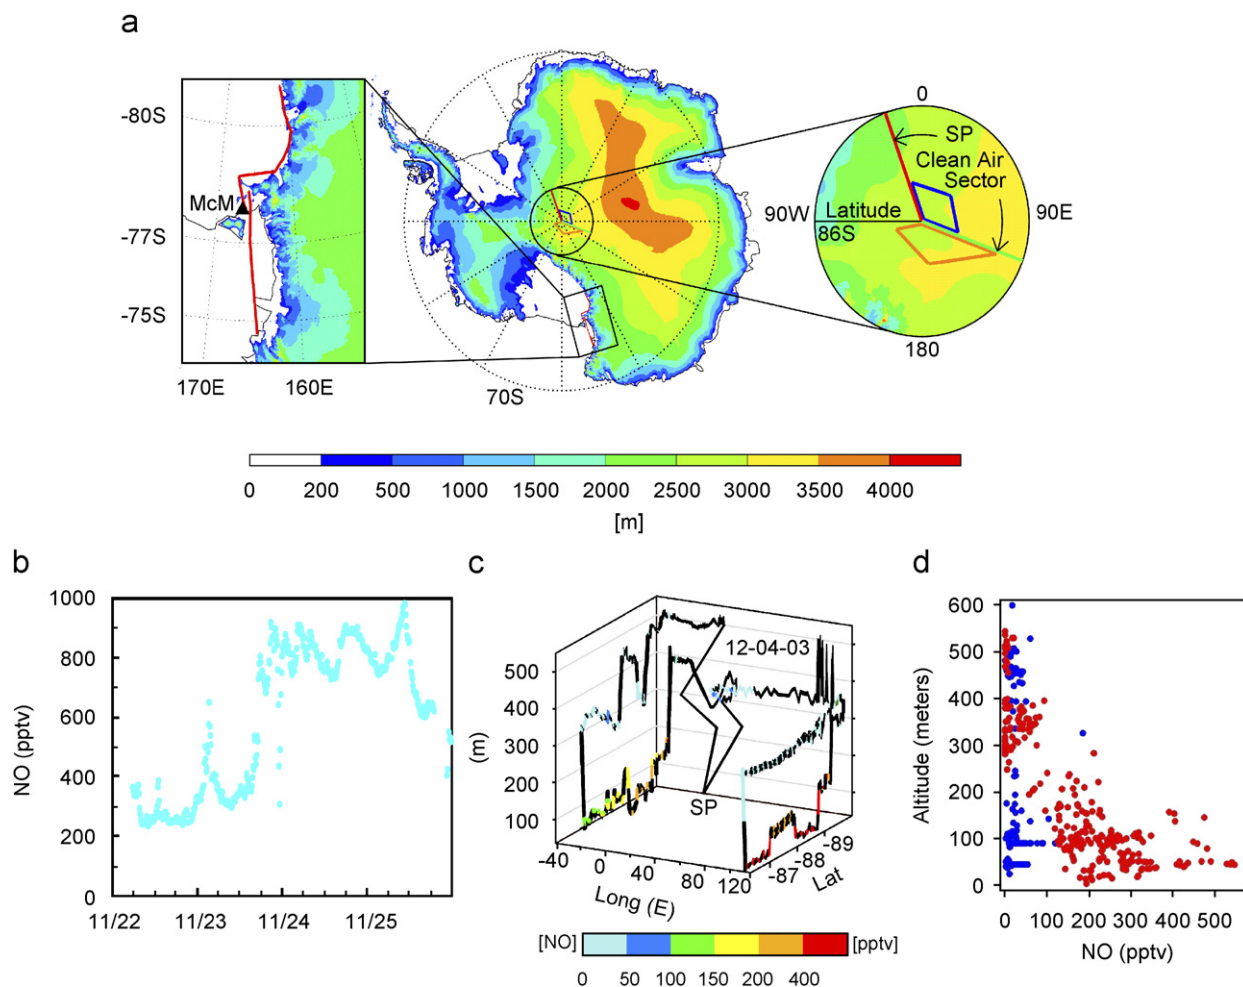 a
-80S
McM
-77S
-75S
170E
160E
70S
0
SP
Clean Air
Sector
90W
Latitude
86S
90E
180
0 200 500 1000 1500 2000 2500 3000 3500 4000
[m]
b
NO (pptv)
1000
800
600
400
200
0
11/22 11/23 11/24 11/25
c
12-04-03
(m)
500
400
300
200
100
SP
-40 0 40 80 120
Long (E)
-87 -88 -89
Lat
[NO] [pptv]
0 50 100 150 200 400
d
Altitude (meters)
600
500
400
300
200
100
0
0 100 200 300 400 500
NO (pptv)